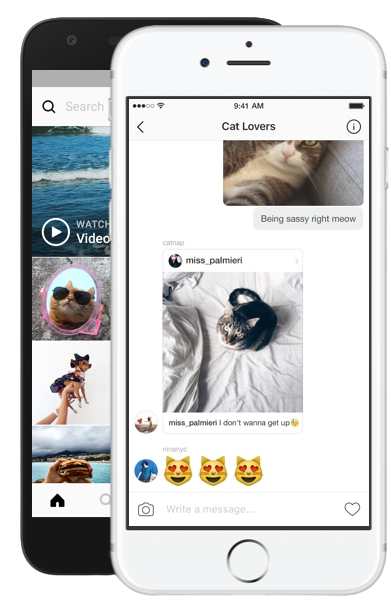 Search
WATCH
Video
9:41 AM
Cat Lovers
Being sassy right meow
catnap
miss_palmieri
miss_palmieri I don't wanna get up
ninanyc
Write a message...